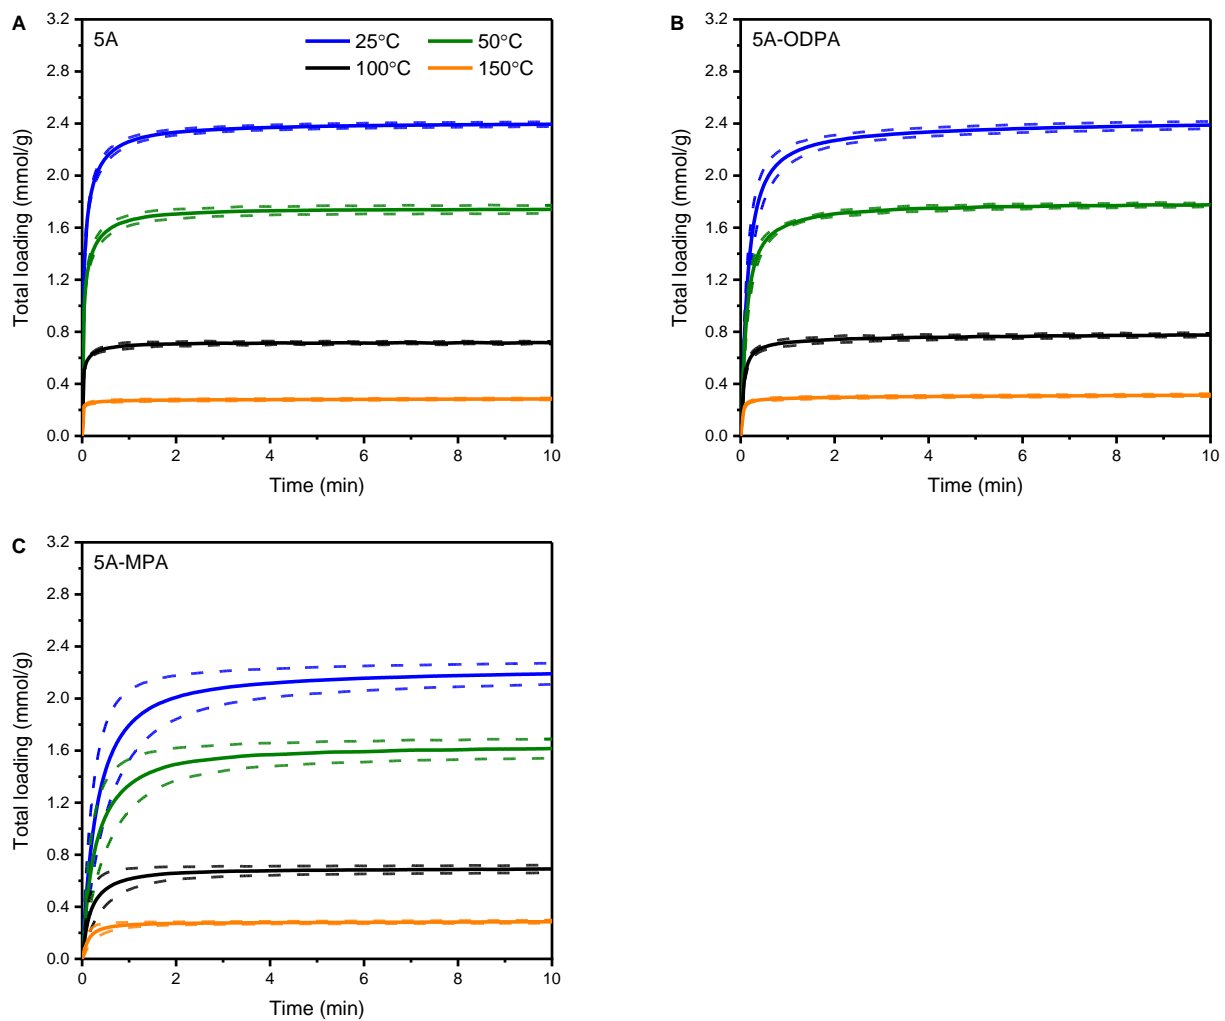 A
5A
25°C
50°C
100°C
150°C
3.2
2.8
2.4
2.0
1.6
1.2
0.8
0.4
0.0
Total loading (mmol/g)
0 2 4 6 8 10
Time (min)
B
5A-ODPA
3.2
2.8
2.4
2.0
1.6
1.2
0.8
0.4
0.0
Total loading (mmol/g)
0 2 4 6 8 10
Time (min)
C
5A-MPA
3.2
2.8
2.4
2.0
1.6
1.2
0.8
0.4
0.0
Total loading (mmol/g)
0 2 4 6 8 10
Time (min)